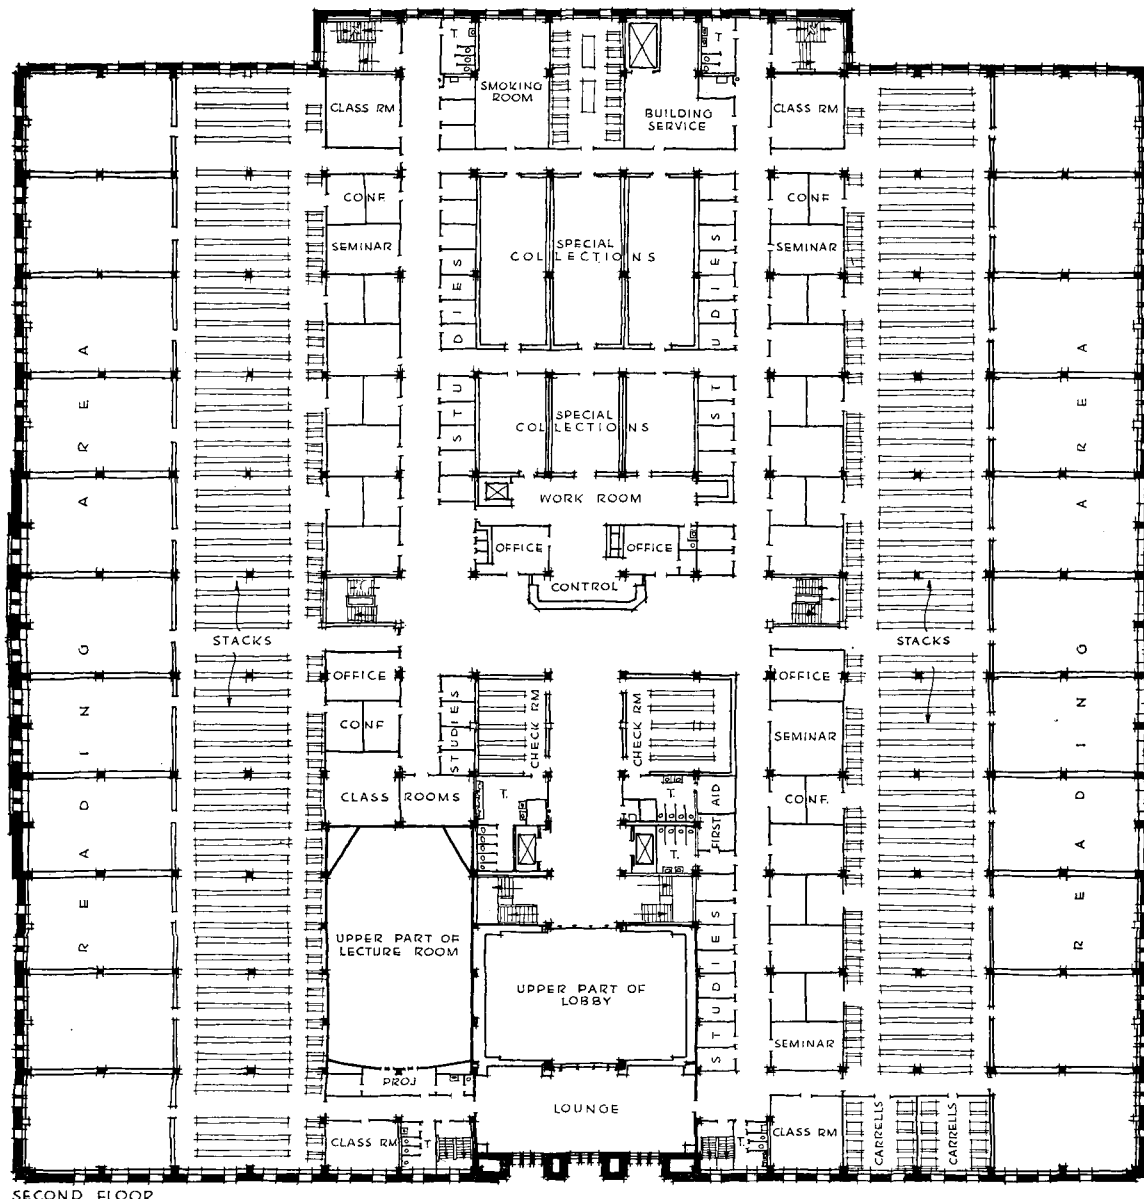 T.
T.
SMOKING
ROOM
CLASS RM
BUILDING
SERVICE
CLASS RM
CONF.
CONF.
SEMINAR
SPECIAL
COLLECTIONS
SEMINAR
STUDIES
STUDIES
SPECIAL
COLLECTIONS
WORK ROOM
OFFICE
OFFICE
CONTROL
READING AREA
STACKS
STACKS
READING AREA
OFFICE
OFFICE
CONF.
STUDIES
CHECK RM
CHECK RM
SEMINAR
CLASS ROOMS
T.
T.
FIRST AID
CONF.
T.
UPPER PART OF
LECTURE ROOM
UPPER PART OF
LOBBY
STUDIES
SEMINAR
PROJ.
LOUNGE
CLASS RM
T.
T.
CLASS RM
CARRELLS
CARRELLS
SECOND FLOOR